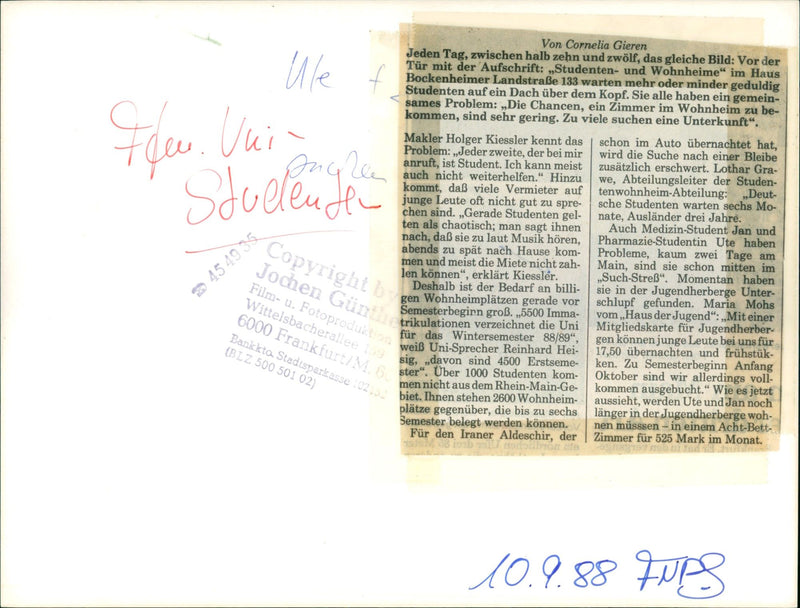 Ute +
Ffm. Uni-
suchen
Studenten
☎ 454935
Copyright by
Jochen Günthe
Film- u. Fotoproduktion
Wittelsbacherallee
6000 Frankfurt/M. 6
Bankkto. Stadtsparkasse
(BLZ 500 501 02)
Von Cornelia Gieren
Jeden Tag, zwischen halb zehn und zwölf, das gleiche Bild: Vor der
Tür mit der Aufschrift: „Studenten- und Wohnheime“ im Haus
Bockenheimer Landstraße 133 warten mehr oder minder geduldig
Studenten auf ein Dach über dem Kopf. Sie alle haben ein gemein-
sames Problem: „Die Chancen, ein Zimmer im Wohnheim zu be-
kommen, sind sehr gering. Zu viele suchen eine Unterkunft“.
Makler Holger Kiessler kennt das
Problem: „Jeder zweite, der bei mir
anruft, ist Student. Ich kann meist
auch nicht weiterhelfen.“ Hinzu
kommt, daß viele Vermieter auf
junge Leute oft nicht gut zu spre-
chen sind. „Gerade Studenten gel-
ten als chaotisch; man sagt ihnen
nach, daß sie zu laut Musik hören,
abends zu spät nach Hause kom-
men und meist die Miete nicht zah-
len können“, erklärt Kiessler.
Deshalb ist der Bedarf an billi-
gen Wohnheimplätzen gerade vor
Semesterbeginn groß. „5500 Imma-
trikulationen verzeichnet die Uni
für das Wintersemester 88/89“,
weiß Uni-Sprecher Reinhard Hei-
sig, „davon sind 4500 Erstseme-
ster“. Über 1000 Studenten kom-
men nicht aus dem Rhein-Main-Ge-
biet. Ihnen stehen 2600 Wohnheim-
plätze gegenüber, die bis zu sechs
Semester belegt werden können.
Für den Iraner Aldeschir, der
schon im Auto übernachtet hat,
wird die Suche nach einer Bleibe
zusätzlich erschwert. Lothar Gra-
we, Abteilungsleiter der Studen-
tenwohnheim-Abteilung: „Deut-
sche Studenten warten sechs Mo-
nate, Ausländer drei Jahre.
Auch Medizin-Student Jan und
Pharmazie-Studentin Ute haben
Probleme, kaum zwei Tage am
Main, sind sie schon mitten im
„Such-Streß“. Momentan haben
sie in der Jugendherberge Unter-
schlupf gefunden. Maria Mohs
vom „Haus der Jugend“: „Mit einer
Mitgliedskarte für Jugendherber-
gen können junge Leute bei uns für
17,50 übernachten und frühstük-
ken. Zu Semesterbeginn Anfang
Oktober sind wir allerdings voll-
kommen ausgebucht.“ Wie es jetzt
aussieht, werden Ute und Jan noch
länger in der Jugendherberge woh-
nen müsssen – in einem Acht-Bett-
Zimmer für 525 Mark im Monat.
10.9.88 FNP